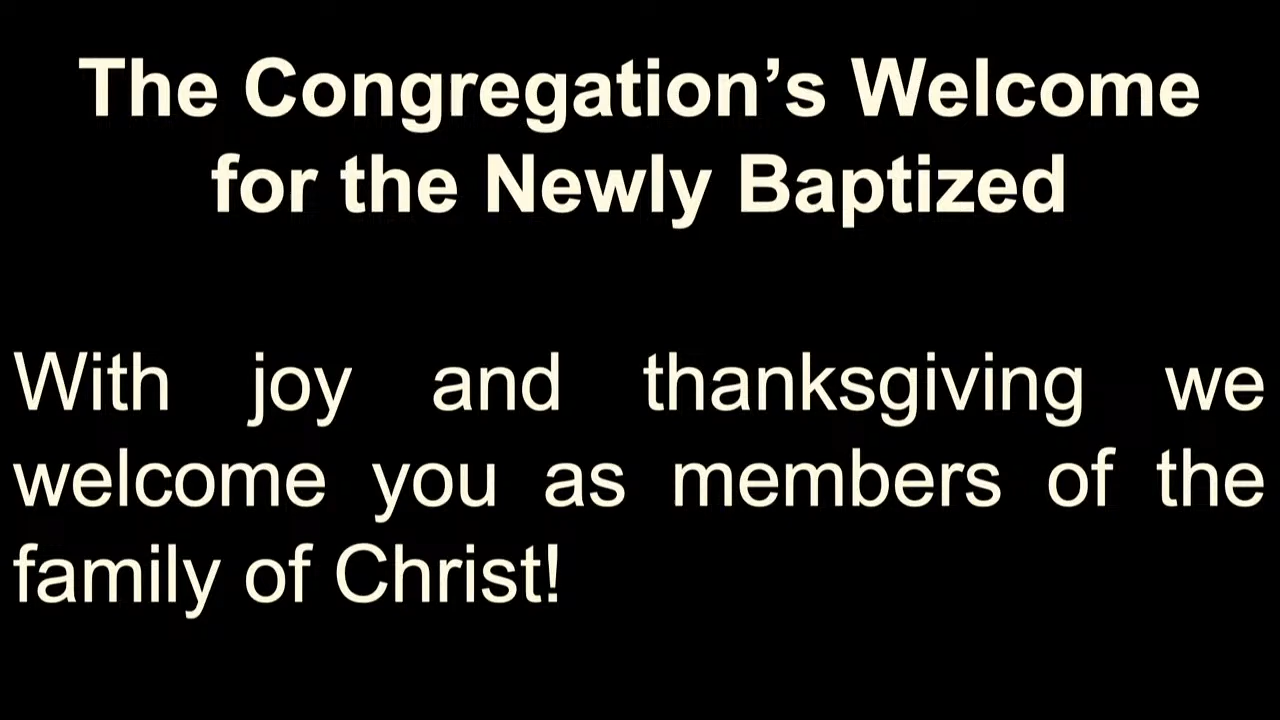 The Congregation’s Welcome
for the Newly Baptized
With joy and thanksgiving we
welcome you as members of the
family of Christ!